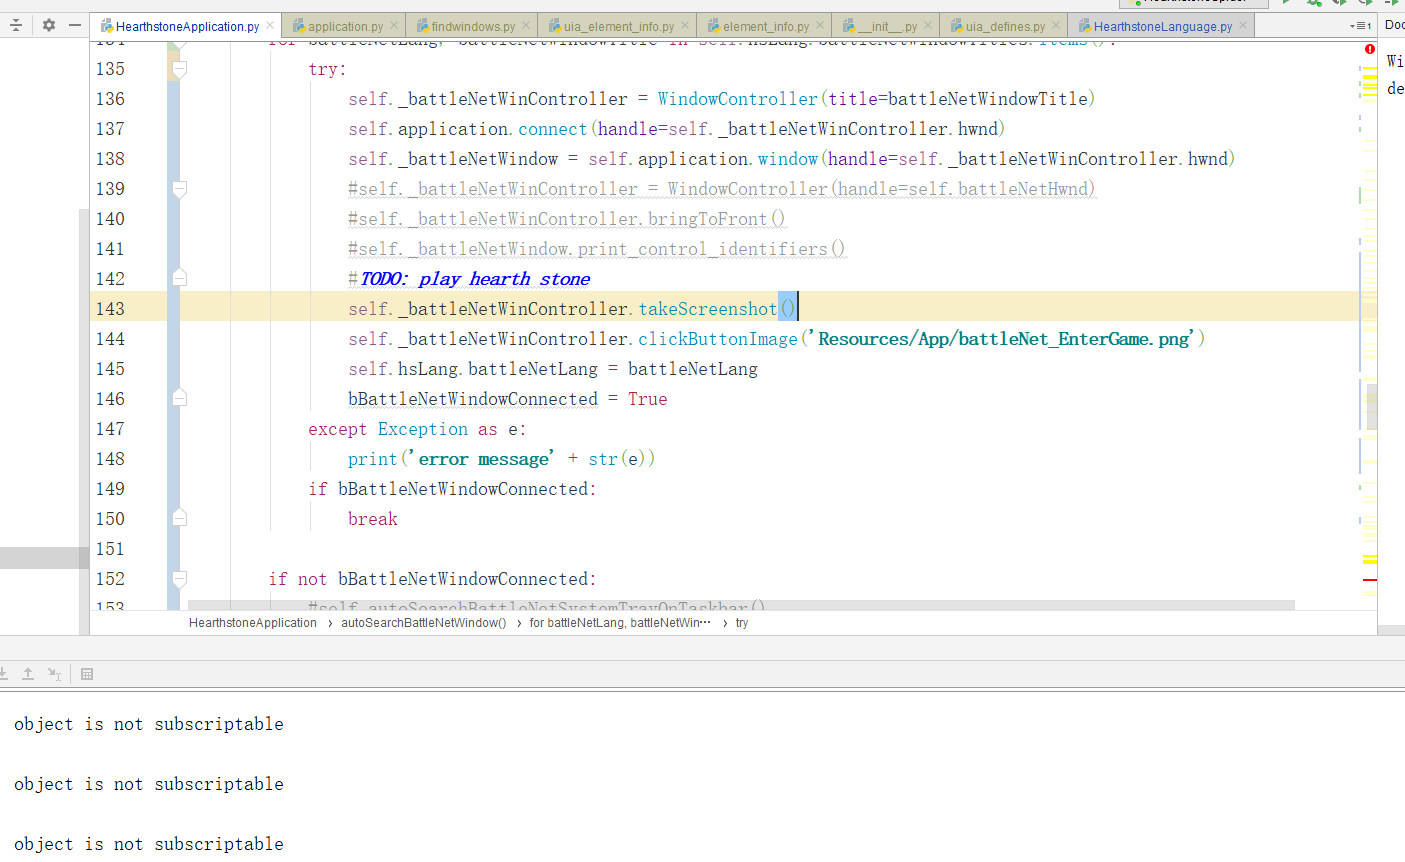 HearthstoneApplication.py application.py findwindows.py uia_element_info.py element_info.py __init__.py uia_defines.py HearthstoneLanguage.py Doc
135 try:
136 self._battleNetWinController = WindowController(title=battleNetWindowTitle)
137 self.application.connect(handle=self._battleNetWinController.hwnd)
138 self._battleNetWindow = self.application.window(handle=self._battleNetWinController.hwnd)
139 #self._battleNetWinController = WindowController(handle=self.battleNetHwnd)
140 #self._battleNetWinController.bringToFront()
141 #self._battleNetWindow.print_control_identifiers()
142 #TODO: play hearth stone
143 self._battleNetWinController.takeScreenshot()
144 self._battleNetWinController.clickButtonImage('Resources/App/battleNet_EnterGame.png')
145 self.hsLang.battleNetLang = battleNetLang
146 bBattleNetWindowConnected = True
147 except Exception as e:
148 print('error message' + str(e))
149 if bBattleNetWindowConnected:
150 break
151
152 if not bBattleNetWindowConnected:
153 #self.autoSearchBattleNetSystemTrayOnTaskbar()
Wi
de
HearthstoneApplication › autoSearchBattleNetWindow() › for battleNetLang, battleNetWin··· › try
object is not subscriptable
object is not subscriptable
object is not subscriptable